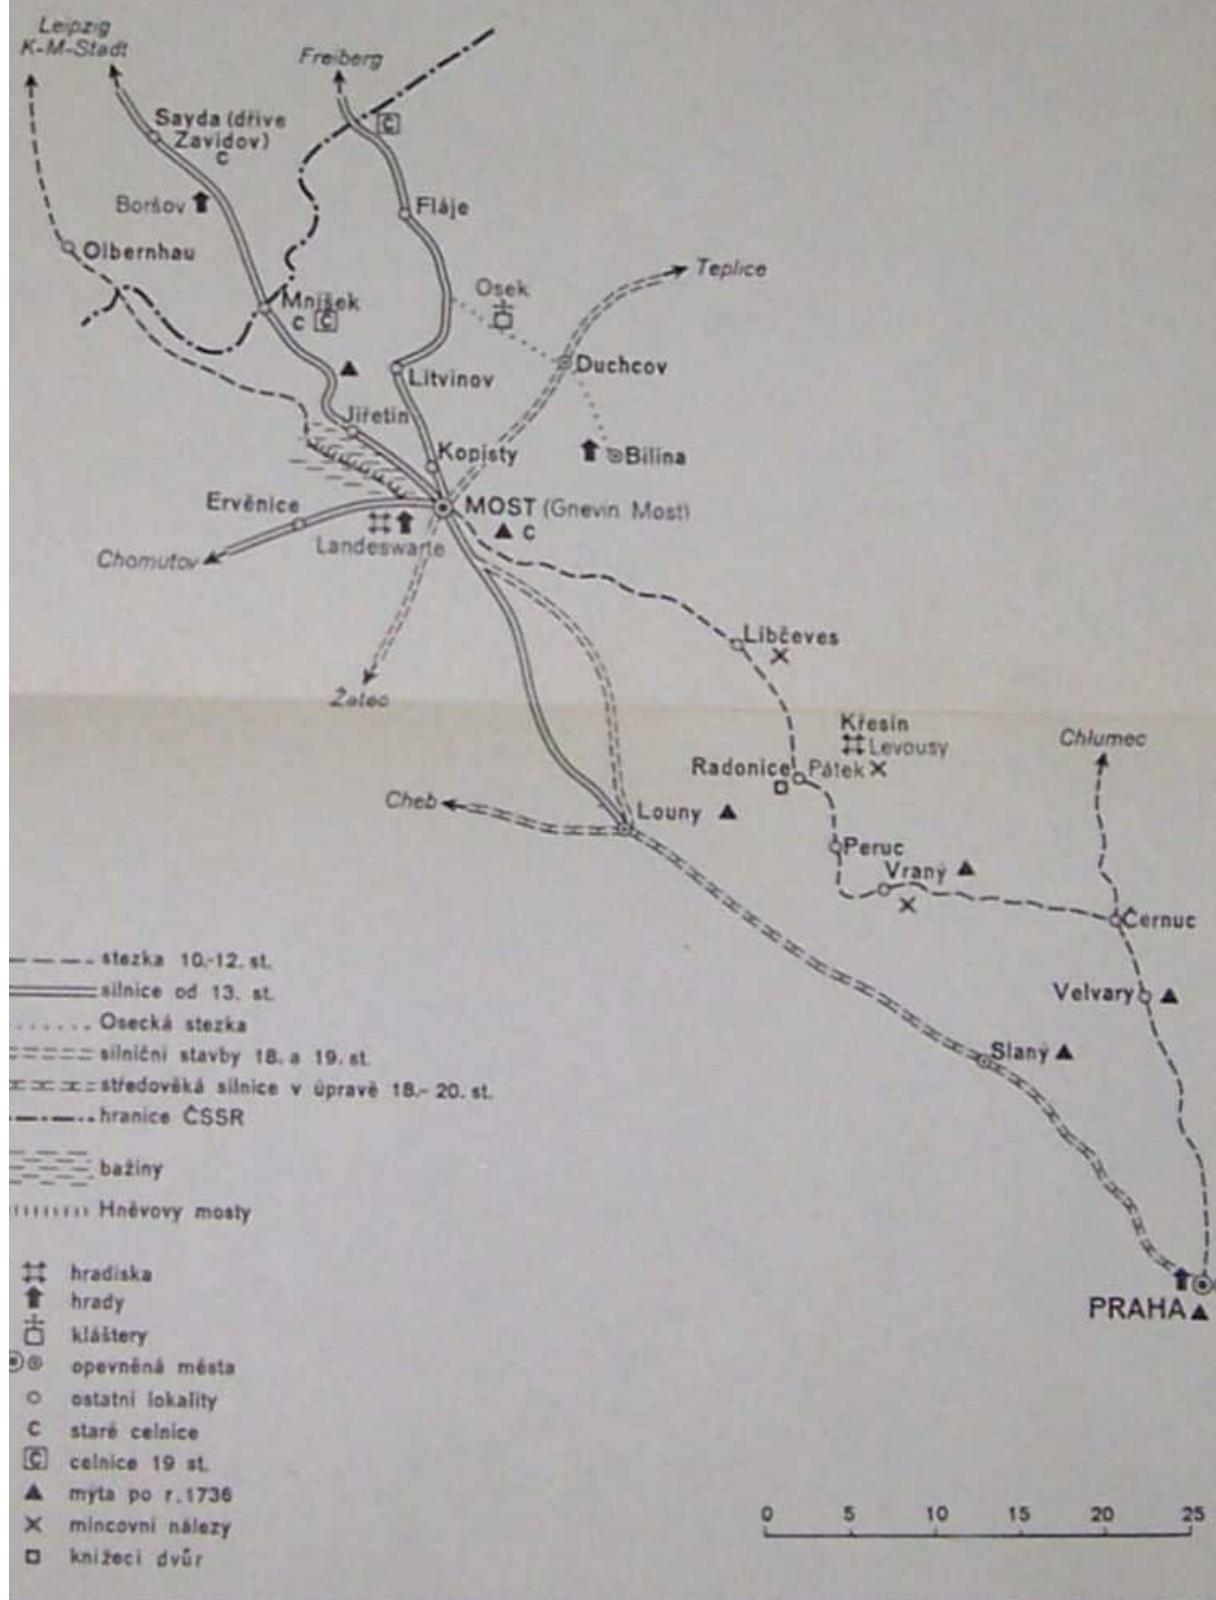 Leipzig
K-M-Stadt
Freiberg
Sayda (dříve
Zavidov)
C
Č
Boršov
Fláje
Olbernhau
Teplice
Osek
Mníšek
C Č
Duchcov
Litvínov
Jiřetín
Kopisty
Bílina
Ervěnice
MOST (Gnevin Most)
C
Landeswarte
Chomutov
Libčeves
Žatec
Křesín
Levousy
Chlumec
Radonice
Pátek
Cheb
Louny
Peruc
Vraný
Černuc
Velvary
Slaný
PRAHA
stezka 10.-12. st.
silnice od 13. st.
Osecká stezka
silniční stavby 18. a 19. st.
středověká silnice v úpravě 18.- 20. st.
hranice ČSSR
bažiny
Hněvovy mosty
hradiska
hrady
kláštery
opevněná města
ostatní lokality
C staré celnice
Č celnice 19 st.
mýta po r. 1736
mincovní nálezy
knížecí dvůr
0 5 10 15 20 25